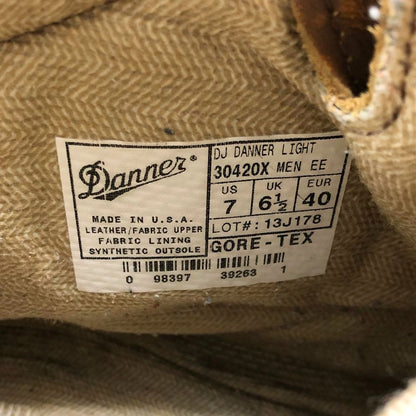 Danner®
MADE IN U.S.A.
LEATHER/FABRIC UPPER
FABRIC LINING
SYNTHETIC OUTSOLE
DJ DANNER LIGHT
30420X MEN EE
US UK EUR
7 6½ 40
LOT#: 13J178
GORE-TEX
0 98397 39263 1